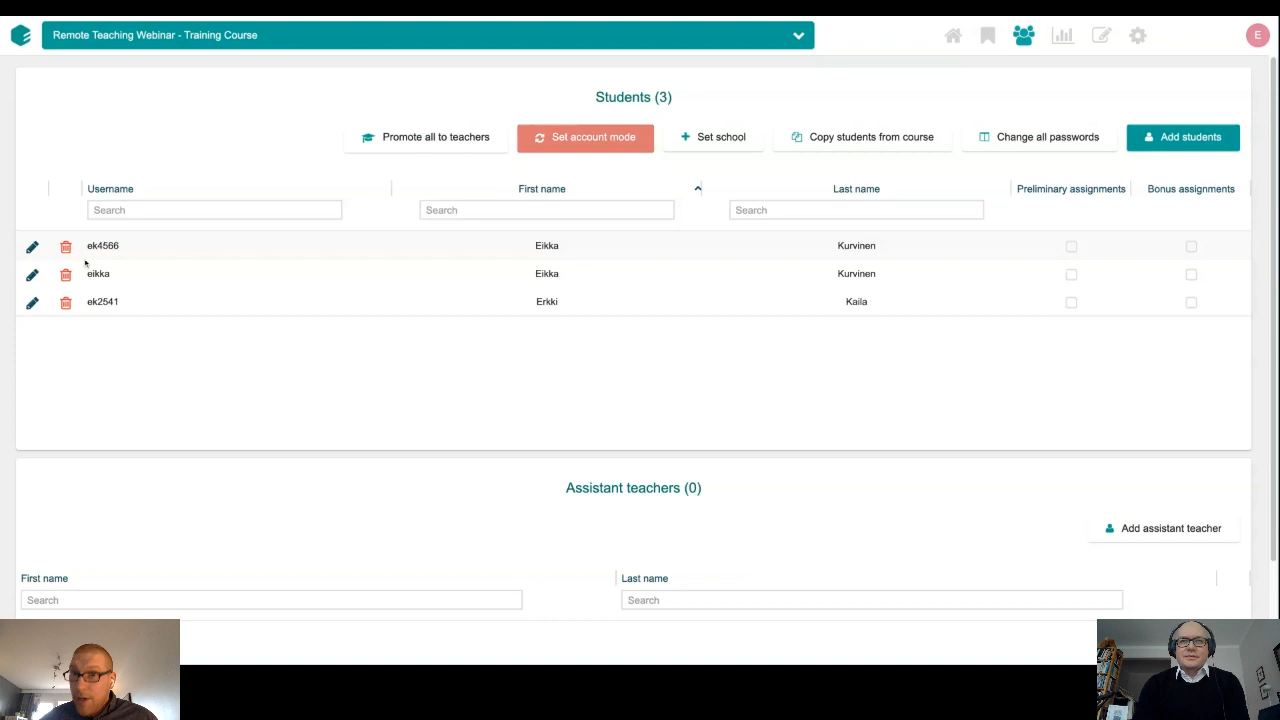 Remote Teaching Webinar - Training Course
E
Students (3)
Promote all to teachers
Set account mode
Set school
Copy students from course
Change all passwords
Add students
Username
First name
Last name
Preliminary assignments
Bonus assignments
Search
Search
Search
ek4566
Eikka
Kurvinen
eikka
Eikka
Kurvinen
ek2541
Erkki
Kaila
Assistant teachers (0)
Add assistant teacher
First name
Last name
Search
Search